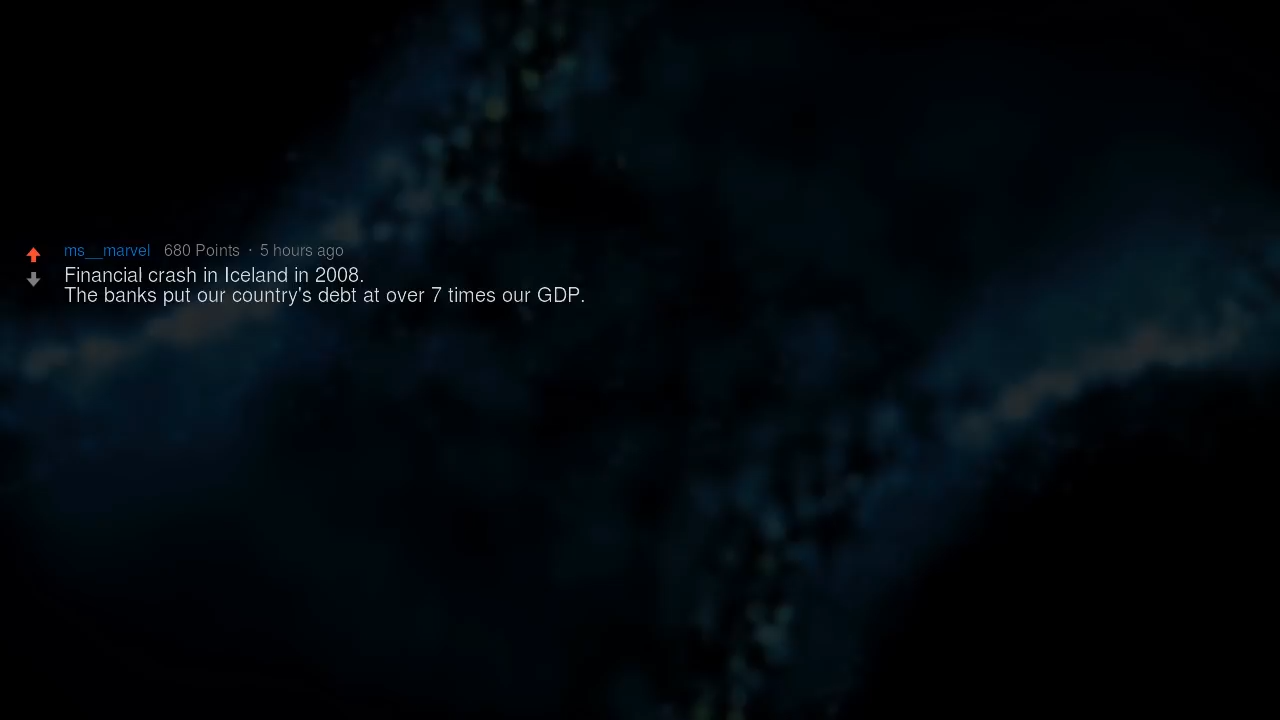 ms__marvel 680 Points · 5 hours ago
Financial crash in Iceland in 2008.
The banks put our country's debt at over 7 times our GDP.